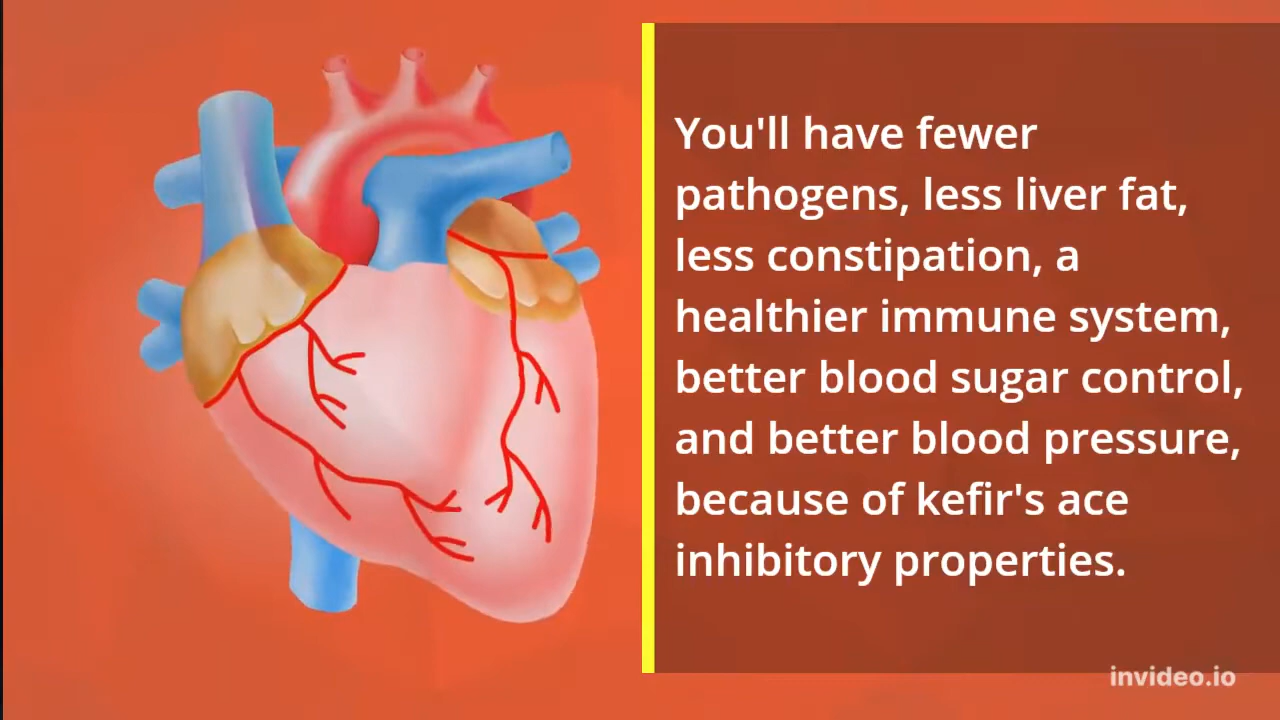 You'll have fewer
pathogens, less liver fat,
less constipation, a
healthier immune system,
better blood sugar control,
and better blood pressure,
because of kefir's ace
inhibitory properties.
invideo.io